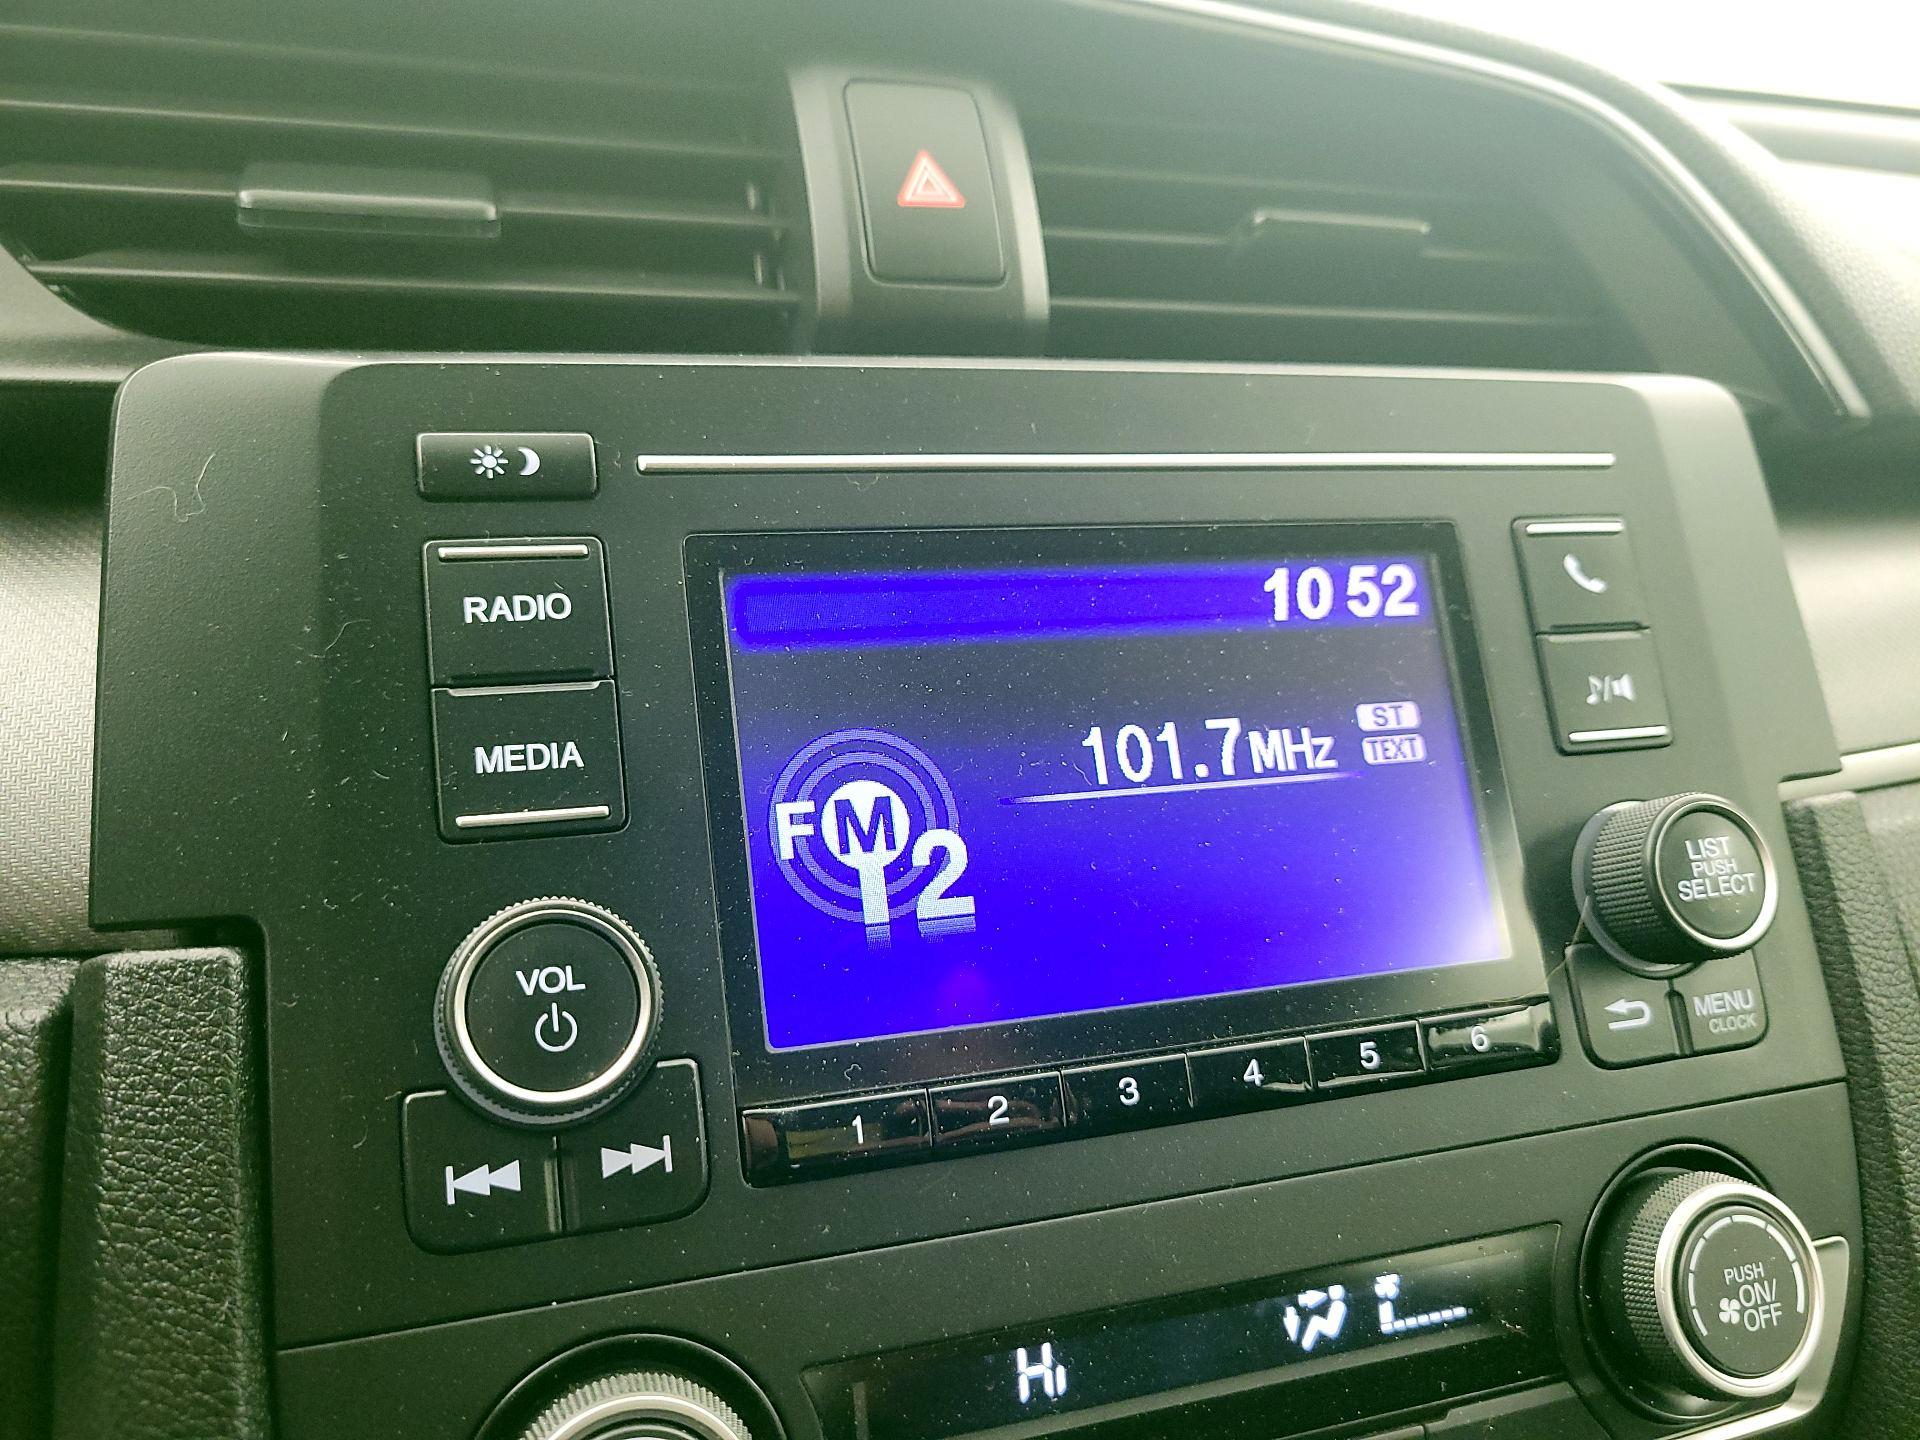 RADIO
10 52
MEDIA
101.7MHz
ST
TEXT
FM
2
LIST
PUSH
SELECT
VOL
MENU
CLOCK
1
2
3
4
5
6
PUSH
ON/
OFF
Hi